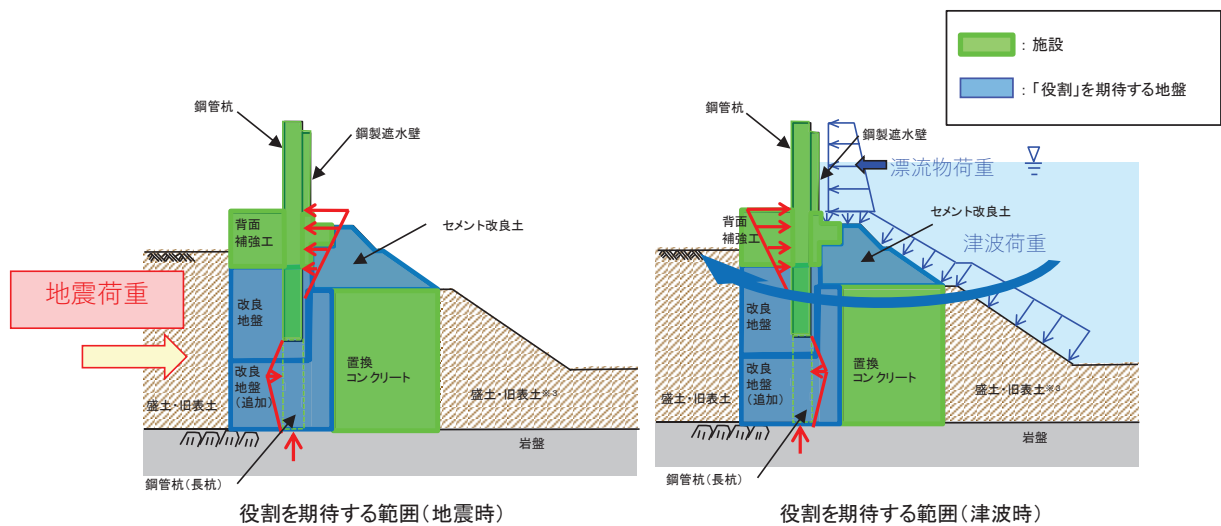 ：施設
：「役割」を期待する地盤
鋼管杭
鋼製遮水壁
背面
補強工
セメント改良土
地震荷重
改良
地盤
改良
地盤
（追加）
置換
コンクリート
盛土・旧表土
盛土・旧表土※3
岩盤
鋼管杭（長杭）
役割を期待する範囲（地震時）
鋼管杭
鋼製遮水壁
漂流物荷重
背面
補強工
セメント改良土
津波荷重
改良
地盤
改良
地盤
（追加）
置換
コンクリート
盛土・旧表土
盛土・旧表土※3
岩盤
鋼管杭（長杭）
役割を期待する範囲（津波時）